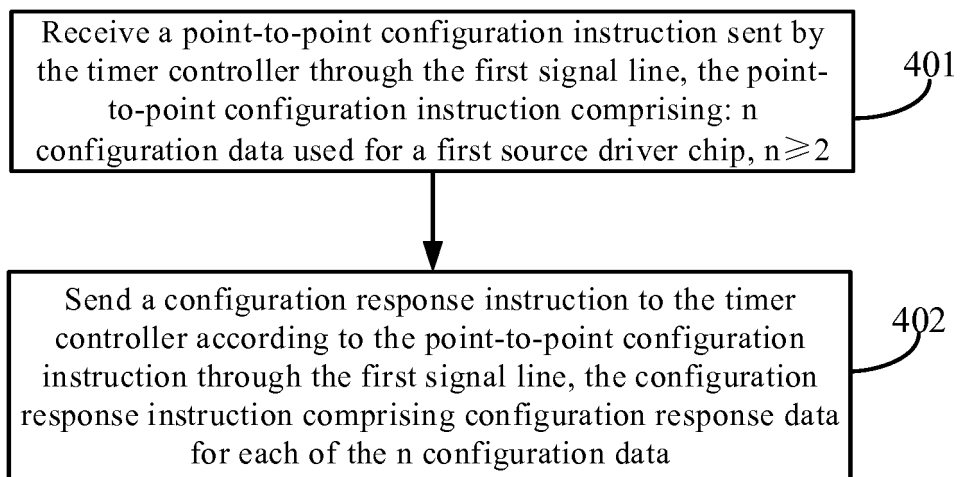 Receive a point-to-point configuration instruction sent by
the timer controller through the first signal line, the point-
to-point configuration instruction comprising: n
configuration data used for a first source driver chip, n≥2
401
Send a configuration response instruction to the timer
controller according to the point-to-point configuration
instruction through the first signal line, the configuration
response instruction comprising configuration response data
for each of the n configuration data
402